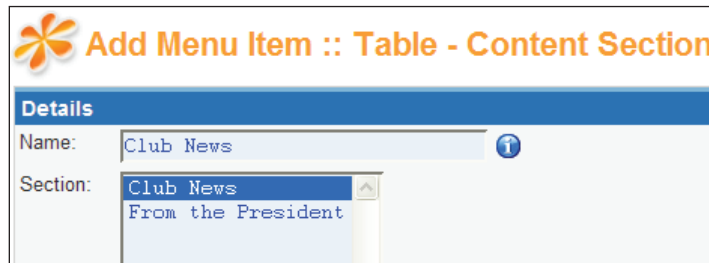 Add Menu Item :: Table - Content Section
Details
Name: Club News
Section: Club News
From the President